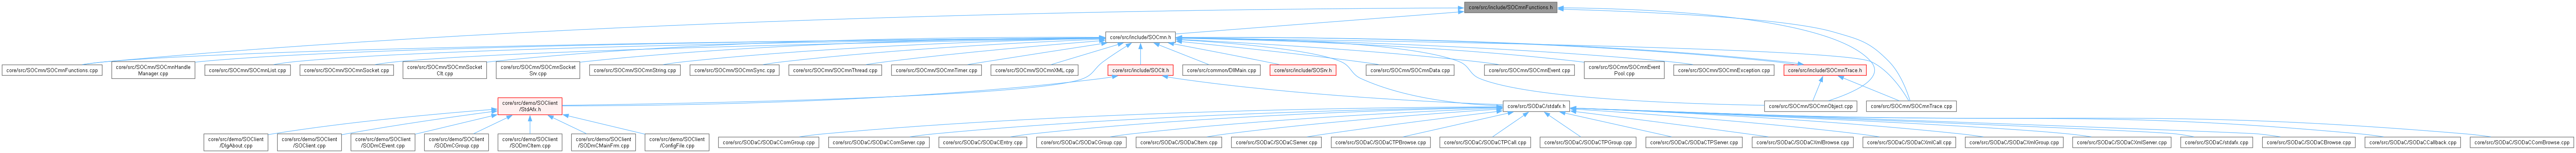 core/src/include/SOCmnFunctions.h
core/src/include/SOCmn.h
core/src/SOCmn/SOCmnFunctions.cpp
core/src/SOCmn/SOCmnHandle
Manager.cpp
core/src/SOCmn/SOCmnList.cpp
core/src/SOCmn/SOCmnSocket.cpp
core/src/SOCmn/SOCmnSocket
Clt.cpp
core/src/SOCmn/SOCmnSocket
Srv.cpp
core/src/SOCmn/SOCmnString.cpp
core/src/SOCmn/SOCmnSync.cpp
core/src/SOCmn/SOCmnThread.cpp
core/src/SOCmn/SOCmnTimer.cpp
core/src/SOCmn/SOCmnXML.cpp
core/src/include/SOClt.h
core/src/common/DllMain.cpp
core/src/include/SOSrv.h
core/src/SOCmn/SOCmnData.cpp
core/src/SOCmn/SOCmnEvent.cpp
core/src/SOCmn/SOCmnEvent
Pool.cpp
core/src/SOCmn/SOCmnException.cpp
core/src/include/SOCmnTrace.h
core/src/demo/SOClient
/StdAfx.h
core/src/SODaC/stdafx.h
core/src/SOCmn/SOCmnObject.cpp
core/src/SOCmn/SOCmnTrace.cpp
core/src/demo/SOClient
/DlgAbout.cpp
core/src/demo/SOClient
/SOClient.cpp
core/src/demo/SOClient
/SODmCEvent.cpp
core/src/demo/SOClient
/SODmCGroup.cpp
core/src/demo/SOClient
/SODmCItem.cpp
core/src/demo/SOClient
/SODmCMainFrm.cpp
core/src/demo/SOClient
/ConfigFile.cpp
core/src/SODaC/SODaCComGroup.cpp
core/src/SODaC/SODaCComServer.cpp
core/src/SODaC/SODaCEntry.cpp
core/src/SODaC/SODaCGroup.cpp
core/src/SODaC/SODaCItem.cpp
core/src/SODaC/SODaCServer.cpp
core/src/SODaC/SODaCTPBrowse.cpp
core/src/SODaC/SODaCTPCall.cpp
core/src/SODaC/SODaCTPGroup.cpp
core/src/SODaC/SODaCTPServer.cpp
core/src/SODaC/SODaCXmlBrowse.cpp
core/src/SODaC/SODaCXmlCall.cpp
core/src/SODaC/SODaCXmlGroup.cpp
core/src/SODaC/SODaCXmlServer.cpp
core/src/SODaC/stdafx.cpp
core/src/SODaC/SODaCBrowse.cpp
core/src/SODaC/SODaCCallback.cpp
core/src/SODaC/SODaCComBrowse.cpp